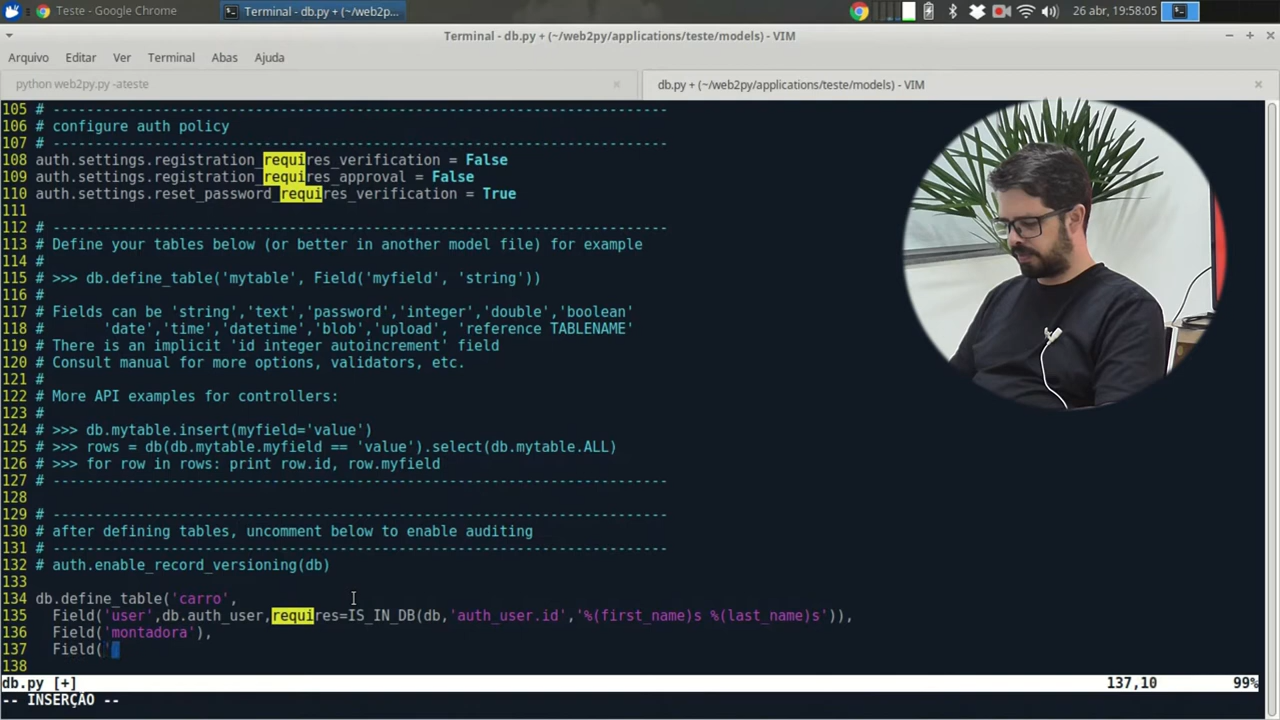 Teste - Google Chrome
Terminal - db.py + (~/web2p...
26 abr, 19:58:05
Terminal - db.py + (~/web2py/applications/teste/models) - VIM
Arquivo Editar Ver Terminal Abas Ajuda
python web2py.py -ateste
db.py + (~/web2py/applications/teste/models) - VIM
105 # -------------------------------------------------------------------------
106 # configure auth policy
107 # -------------------------------------------------------------------------
108 auth.settings.registration_requires_verification = False
109 auth.settings.registration_requires_approval = False
110 auth.settings.reset_password_requires_verification = True
111
112 # -------------------------------------------------------------------------
113 # Define your tables below (or better in another model file) for example
114 #
115 # >>> db.define_table('mytable', Field('myfield', 'string'))
116 #
117 # Fields can be 'string','text','password','integer','double','boolean'
118 #       'date','time','datetime','blob','upload', 'reference TABLENAME'
119 # There is an implicit 'id integer autoincrement' field
120 # Consult manual for more options, validators, etc.
121 #
122 # More API examples for controllers:
123 #
124 # >>> db.mytable.insert(myfield='value')
125 # >>> rows = db(db.mytable.myfield == 'value').select(db.mytable.ALL)
126 # >>> for row in rows: print row.id, row.myfield
127 # -------------------------------------------------------------------------
128
129 # -------------------------------------------------------------------------
130 # after defining tables, uncomment below to enable auditing
131 # -------------------------------------------------------------------------
132 # auth.enable_record_versioning(db)
133
134 db.define_table('carro',
135   Field('user',db.auth_user,requires=IS_IN_DB(db,'auth_user.id','%(first_name)s %(last_name)s')),
136   Field('montadora'),
137   Field('
138
db.py [+] 137,10 99%
-- INSERÇÃO --